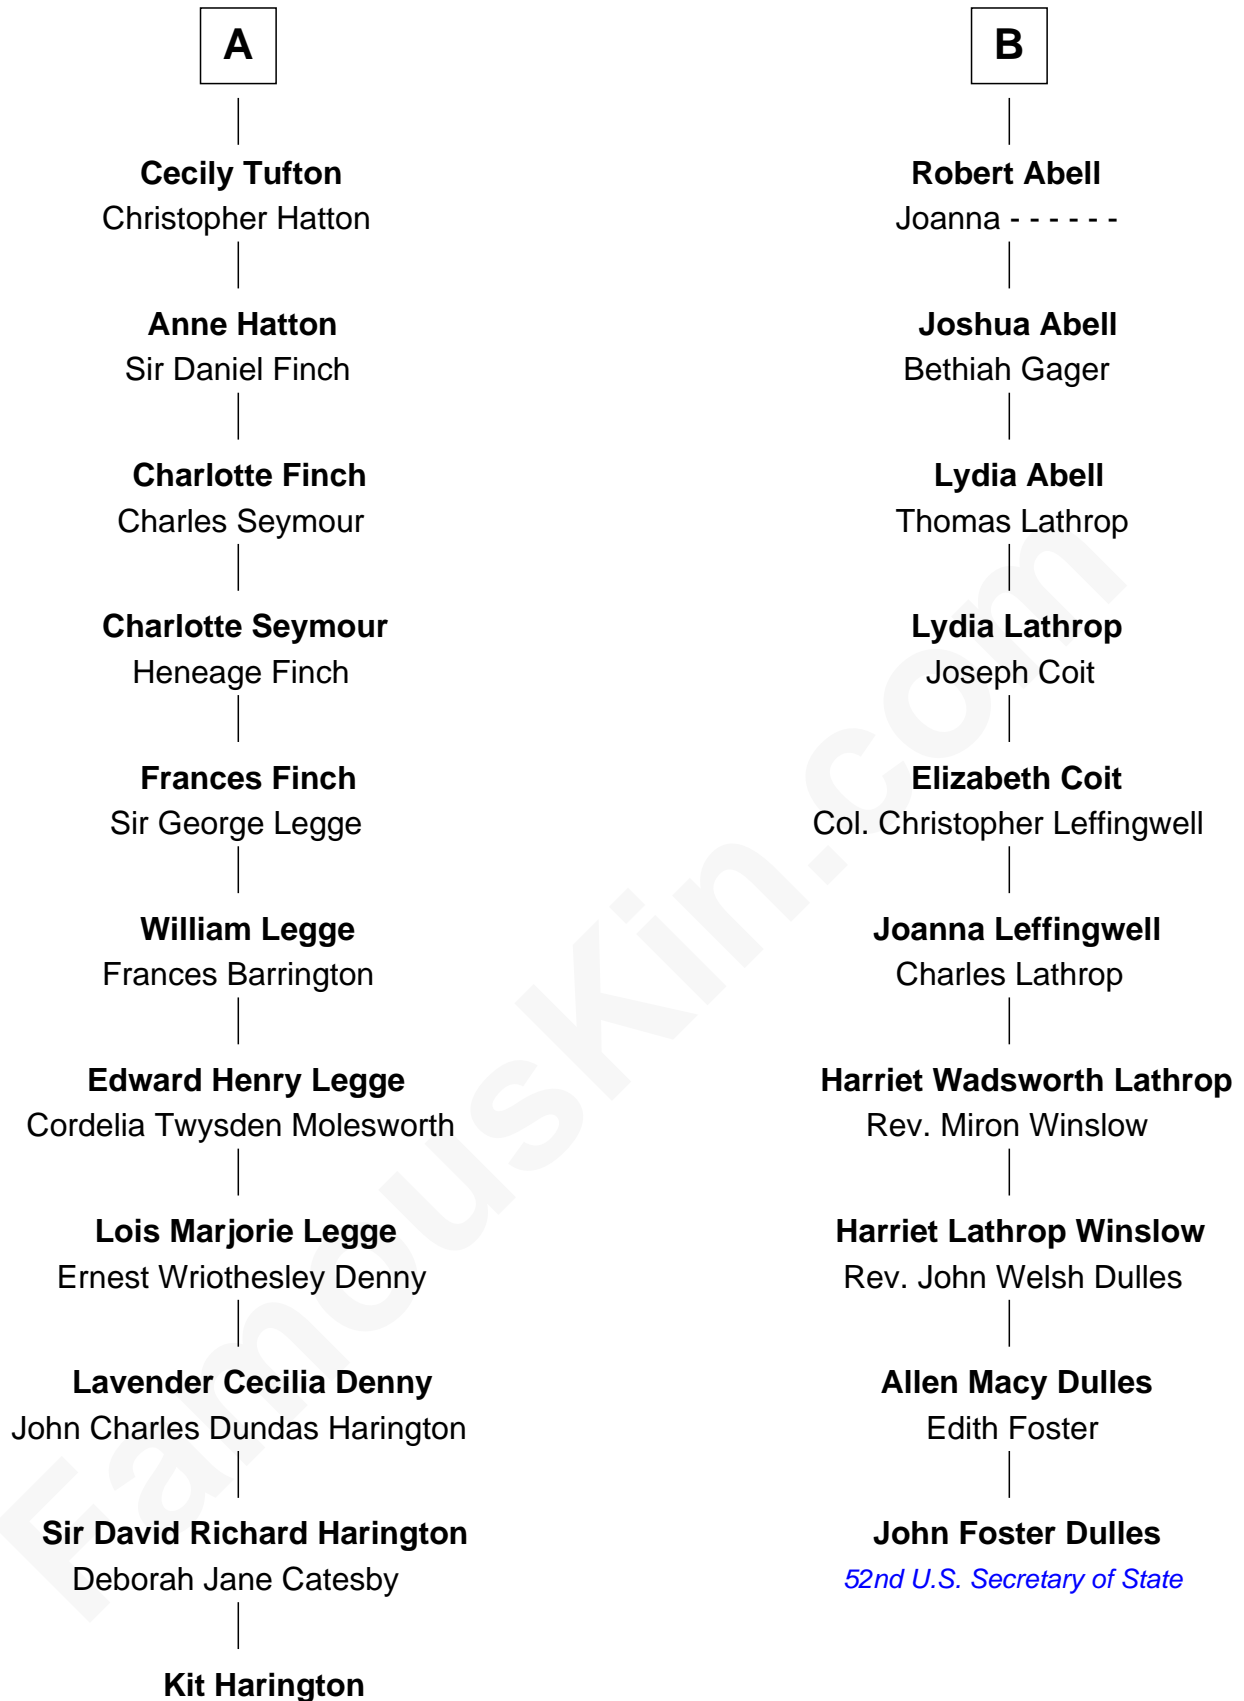 A
Cecily Tufton
Christopher Hatton
Anne Hatton
Sir Daniel Finch
Charlotte Finch
Charles Seymour
Charlotte Seymour
Heneage Finch
Frances Finch
Sir George Legge
William Legge
Frances Barrington
Edward Henry Legge
Cordelia Twysden Molesworth
Lois Marjorie Legge
Ernest Wriothesley Denny
Lavender Cecilia Denny
John Charles Dundas Harington
Sir David Richard Harington
Deborah Jane Catesby
Kit Harington
B
Robert Abell
Joanna - - - - - -
Joshua Abell
Bethiah Gager
Lydia Abell
Thomas Lathrop
Lydia Lathrop
Joseph Coit
Elizabeth Coit
Col. Christopher Leffingwell
Joanna Leffingwell
Charles Lathrop
Harriet Wadsworth Lathrop
Rev. Miron Winslow
Harriet Lathrop Winslow
Rev. John Welsh Dulles
Allen Macy Dulles
Edith Foster
John Foster Dulles
52nd U.S. Secretary of State
FamousKin.com